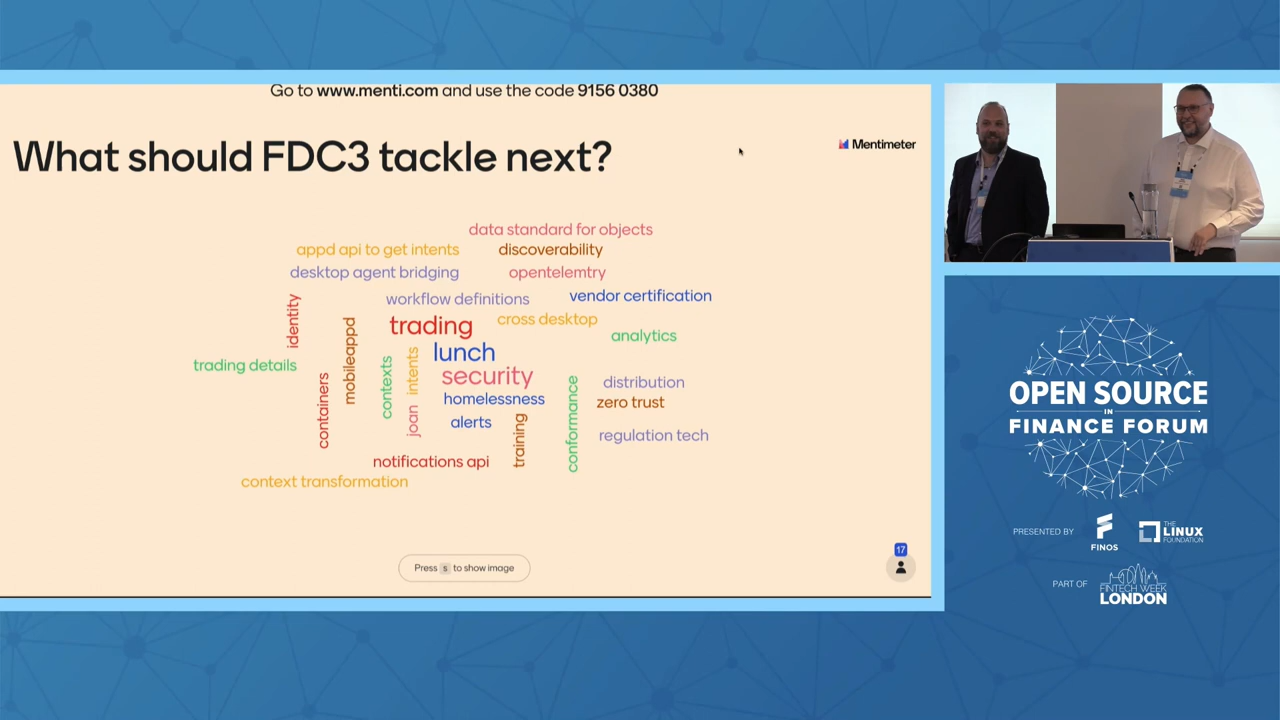 Go to www.menti.com and use the code 9156 0380
What should FDC3 tackle next?
Mentimeter
data standard for objects
appd api to get intents
discoverability
desktop agent bridging
opentelemtry
workflow definitions
vendor certification
identity
mobileappd
trading
cross desktop
analytics
trading details
containers
contexts
intents
lunch
security
joan
homelessness
alerts
training
conformance
distribution
zero trust
regulation tech
notifications api
context transformation
Press s to show image
17
OPEN SOURCE
IN
FINANCE FORUM
PRESENTED BY
FINOS
THE
LINUX
FOUNDATION
PART OF
FINTECH WEEK
LONDON